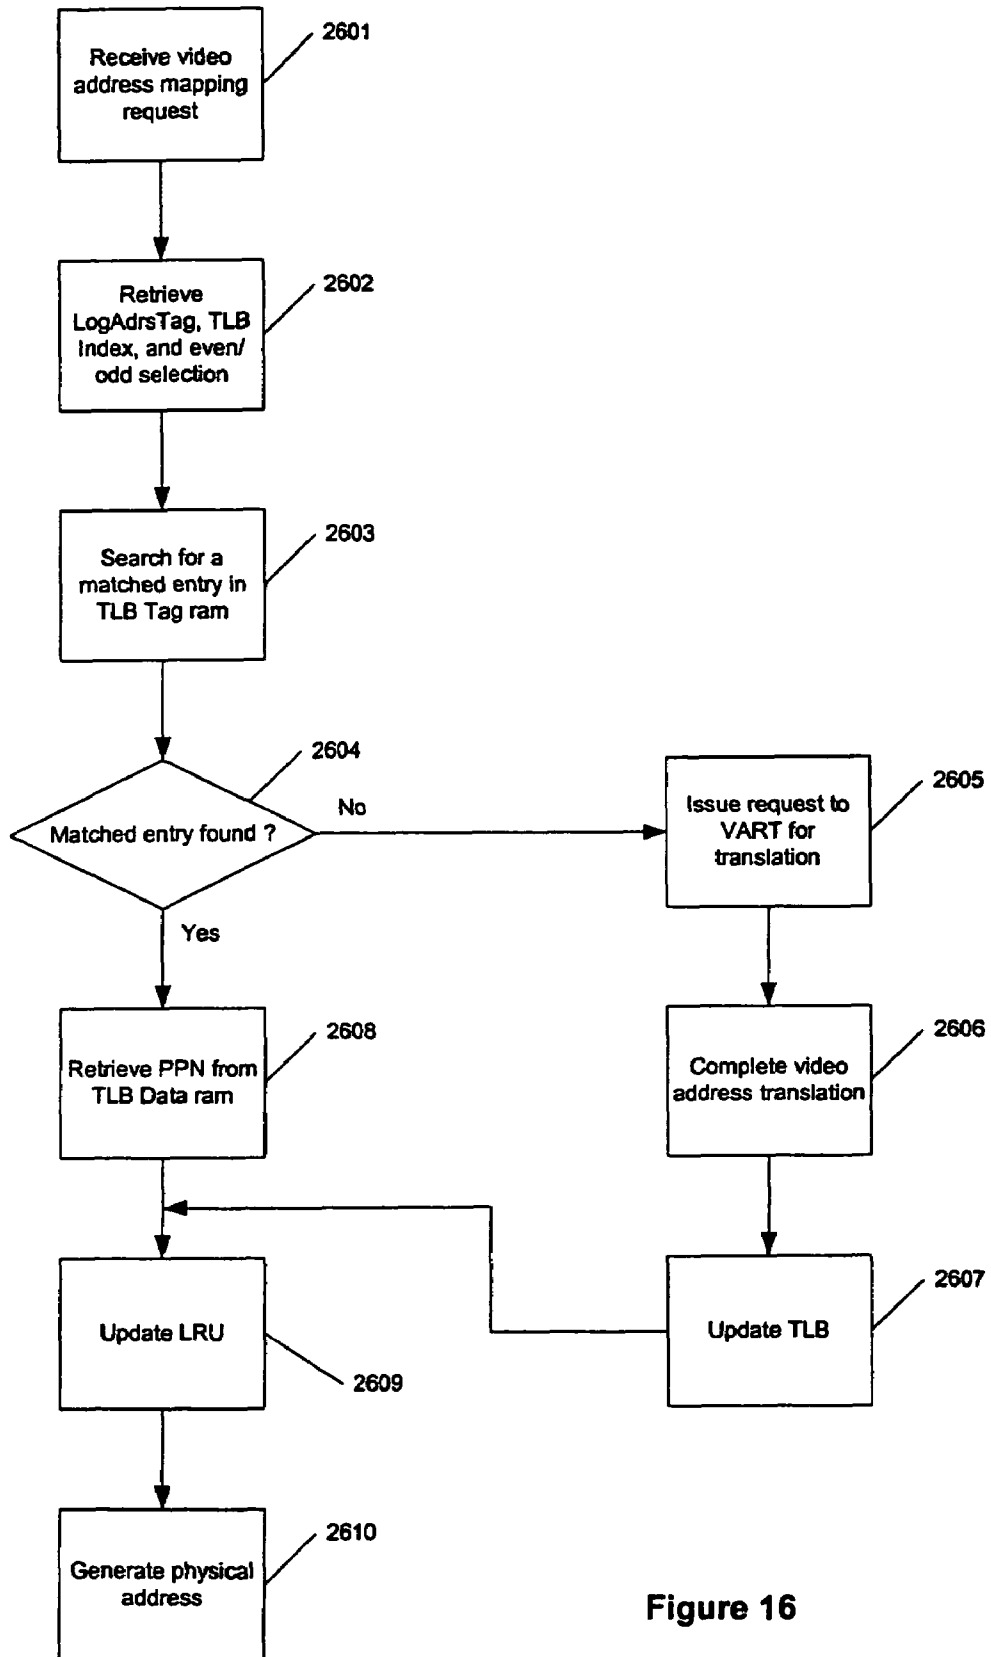 Receive video
address mapping
request
2601
Retrieve
LogAdrsTag, TLB
Index, and even/
odd selection
2602
Search for a
matched entry in
TLB Tag ram
2603
Matched entry found ?
2604
No
Yes
Issue request to
VART for
translation
2605
Complete video
address translation
2606
Update TLB
2607
Retrieve PPN from
TLB Data ram
2608
Update LRU
2609
Generate physical
address
2610
Figure 16